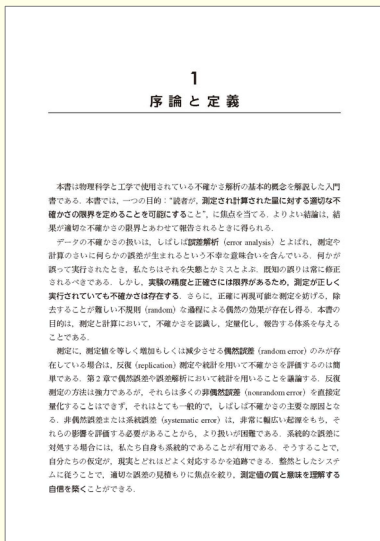 1
序論と定義
本書は物理科学と工学で使用されている不確かさ解析の基本的概念を解説した入門
書である．本書では，一つの目的：“読者が，測定され計算された量に対する適切な不
確かさの限界を定めることを可能にすること”，に焦点を当てる．よりよい結論は，結
果が適切な不確かさの限界とあわせて報告されるときに得られる．
データの不確かさの扱いは，しばしば誤差解析（error analysis）とよばれ，測定や
計算のさいに何らかの誤差が生まれるという不幸な意味合いを含んでいる．何かが
誤って実行されたとき，私たちはそれを失態とかミスとよぶ．既知の誤りは常に修正
されるべきである．しかし，実験の精度と正確には限界があるため，測定が正しく
実行されていても不確かさは存在する．さらに，正確に再現可能な測定を妨げる，除
去することが難しい不規則（random）な過程による偶然の効果が存在し得る．本書の
目的は，測定と計算において，不確かさを認識し，定量化し，報告する体系を与える
ことである．
測定に，測定値を等しく増加もしくは減少させる偶然誤差（random error）のみが存
在している場合は，反復（replication）測定や統計を用いて不確かさを評価するのは簡
単である．第 2 章で偶然誤差や誤差解析において統計を用いることを議論する．反復
測定の方法は強力であるが，それらは多くの非偶然誤差（nonrandom error）を直接定
量化することはできず，それはとても一般的で，しばしば不確かさの主要な原因とな
る．非偶然誤差または系統誤差（systematic error）は，非常に幅広い起源をもち，そ
れらの影響を評価する必要があることから，より扱いが困難である．系統的な誤差に
対処する場合には，私たち自身も系統的であることが有用である．そうすることで，
自分たちの仮定が，現実とどれほどよく対応するかを追跡できる．整然としたシステ
ムに従うことで，適切な誤差の見積もりに焦点を絞り，測定値の質と意味を理解する
自信を築くことができる．